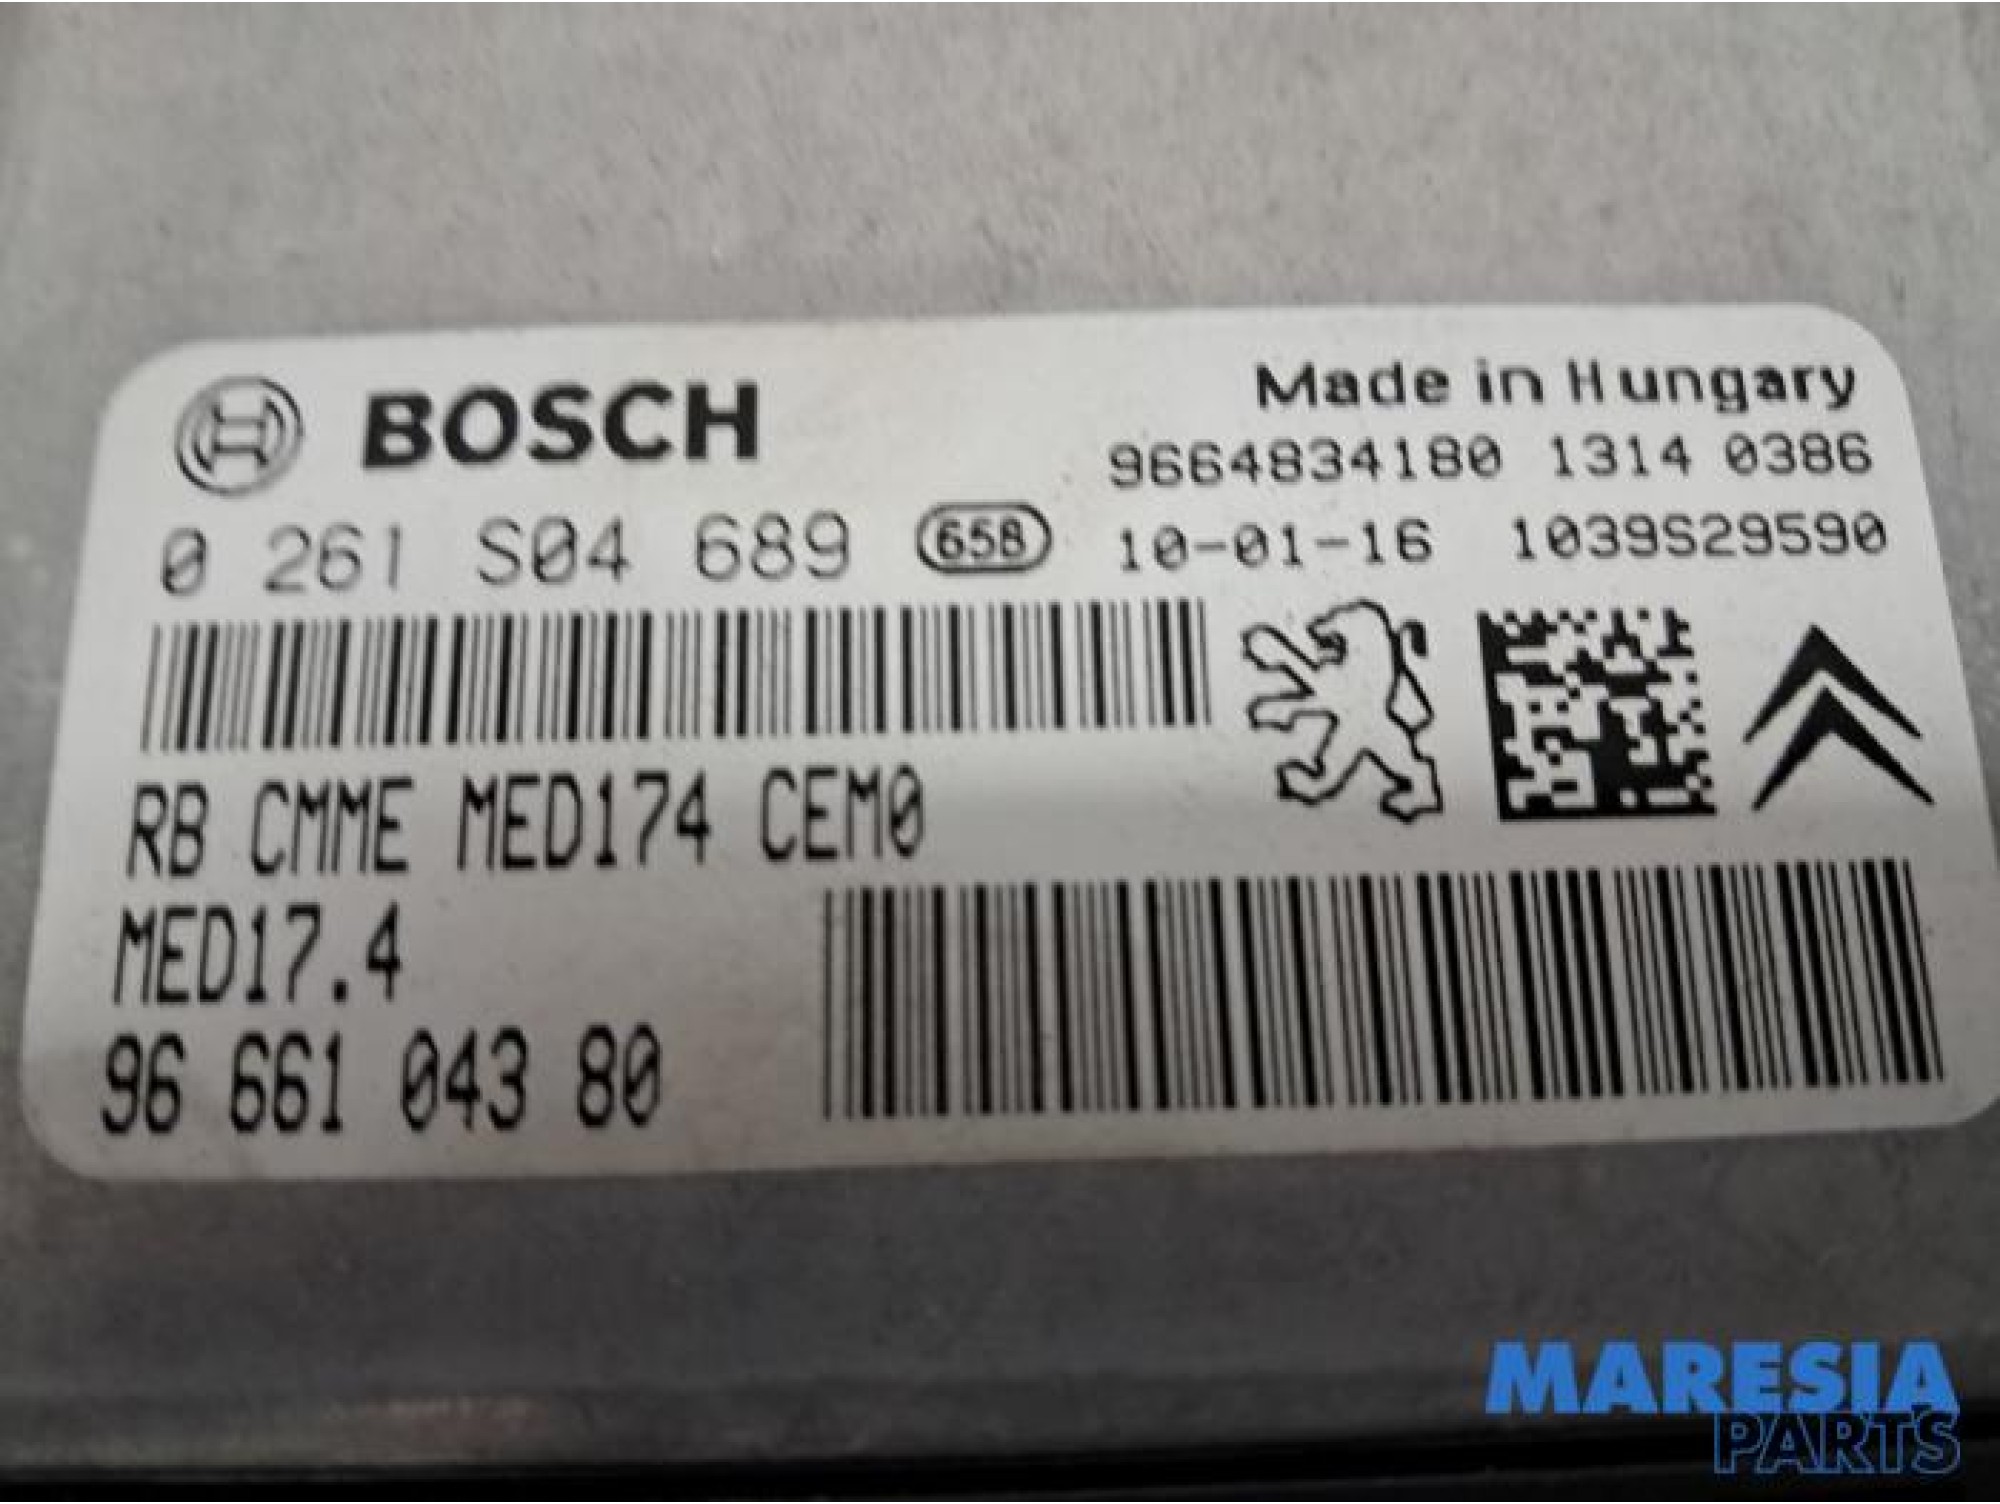 BOSCH
Made in Hungary
9664834180 1314 0386
0 261 S04 689 658 10-01-16 1039S29590
RB CMME MED174 CEM0
MED17.4
96 661 043 80
MARESIA
PARTS